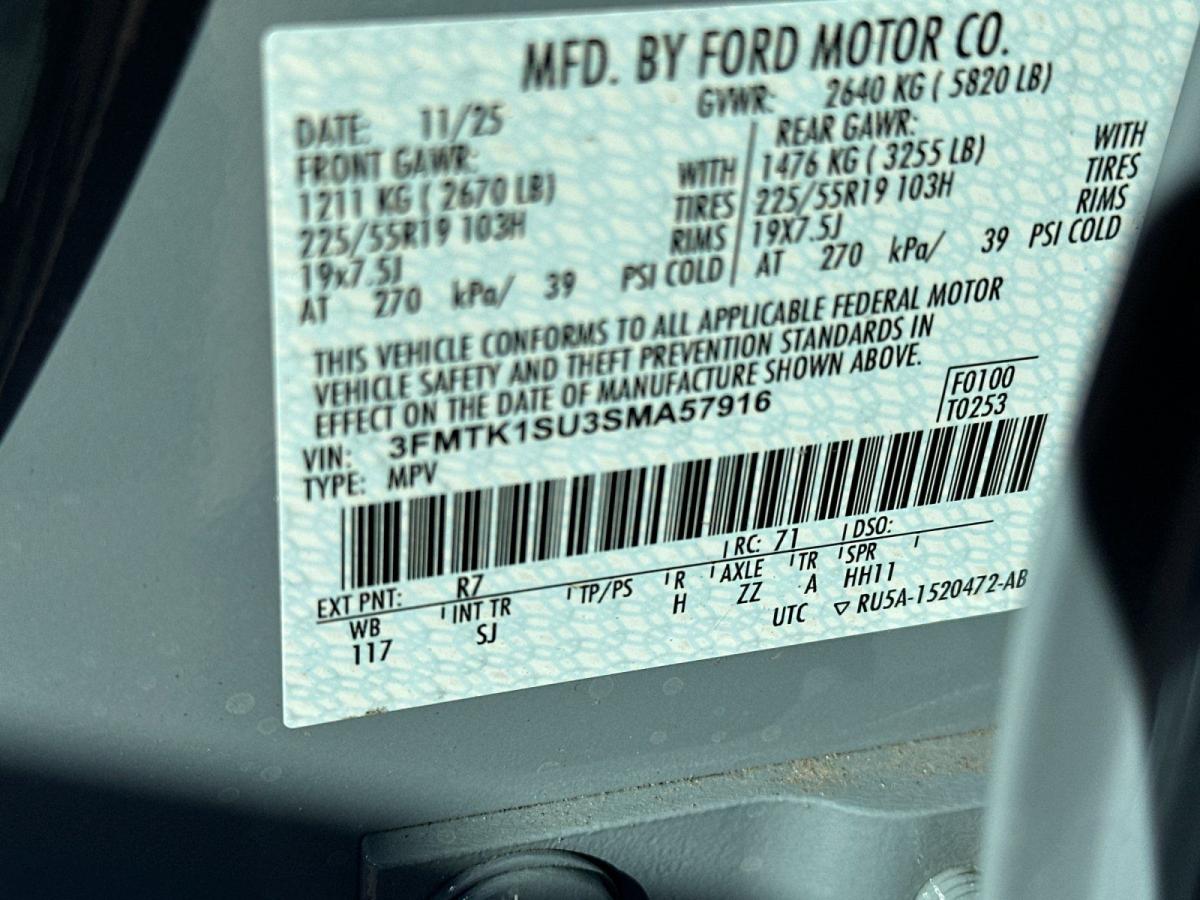 MFD. BY FORD MOTOR CO.
DATE: 11/25
GVWR: 2640 KG ( 5820 LB)
FRONT GAWR:
1211 KG ( 2670 LB) WITH
225/55R19 103H TIRES
19x7.5J RIMS
AT 270 kPa/ 39 PSI COLD
REAR GAWR:
1476 KG ( 3255 LB) WITH
225/55R19 103H TIRES
19X7.5J RIMS
AT 270 kPa/ 39 PSI COLD
THIS VEHICLE CONFORMS TO ALL APPLICABLE FEDERAL MOTOR
VEHICLE SAFETY AND THEFT PREVENTION STANDARDS IN
EFFECT ON THE DATE OF MANUFACTURE SHOWN ABOVE.
VIN: 3FMTK1SU3SMA57916
TYPE: MPV
F0100
T0253
EXT PNT: R7 RC: 71 DSO:
WB INT TR TP/PS R AXLE TR SPR
117 SJ H ZZ A HH11
UTC ▽ RU5A-1520472-AB